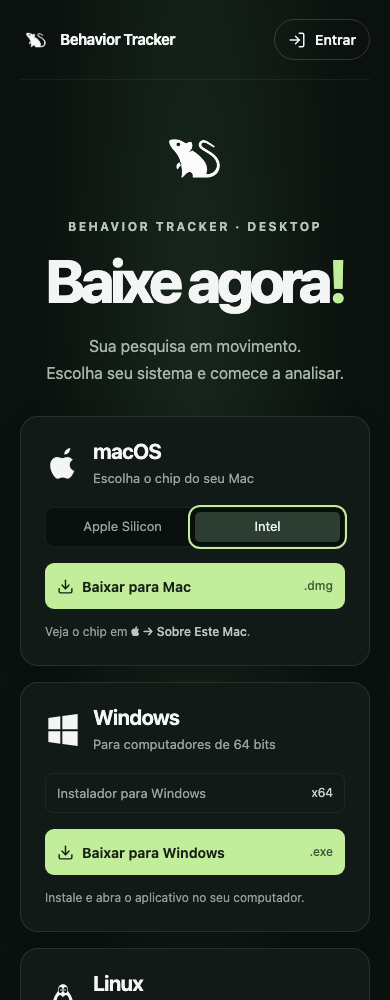 Behavior Tracker
Entrar
BEHAVIOR TRACKER · DESKTOP
Baixe agora!
Sua pesquisa em movimento.
Escolha seu sistema e comece a analisar.
macOS
Escolha o chip do seu Mac
Apple Silicon
Intel
Baixar para Mac
.dmg
Veja o chip em  → Sobre Este Mac.
Windows
Para computadores de 64 bits
Instalador para Windows
x64
Baixar para Windows
.exe
Instale e abra o aplicativo no seu computador.
Linux